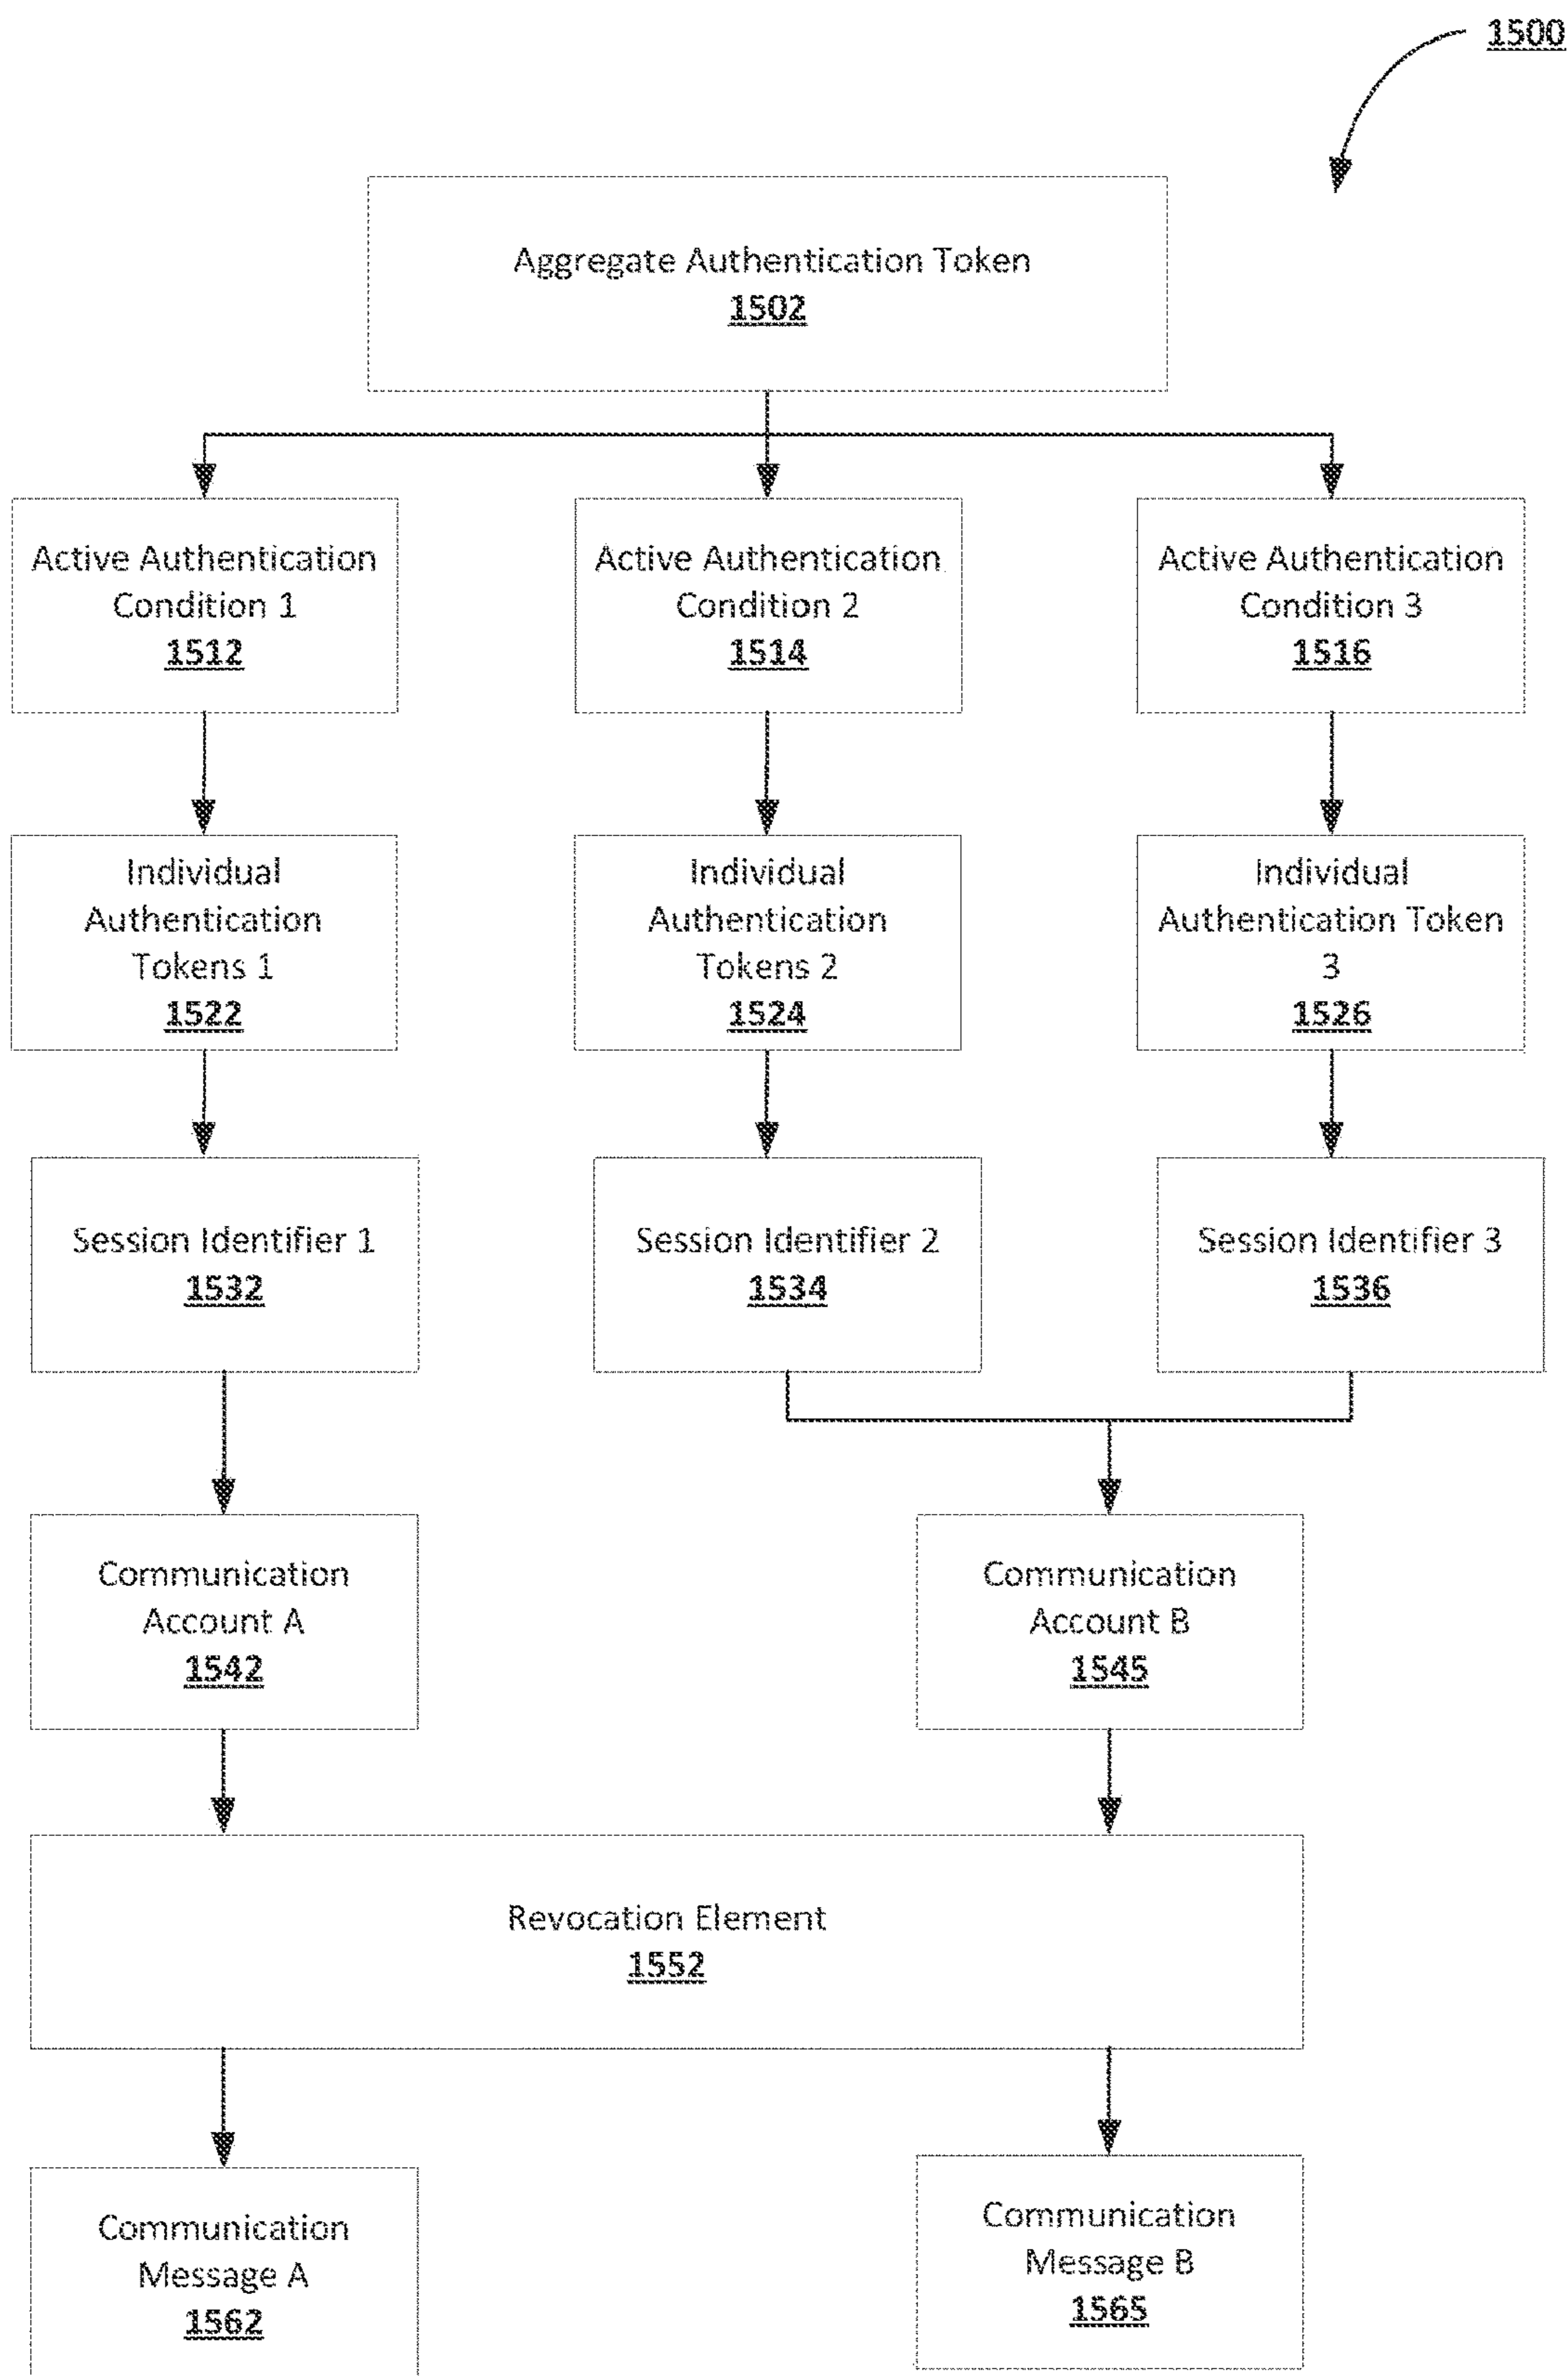 1500
Aggregate Authentication Token
1502
Active Authentication
Condition 1
1512
Active Authentication
Condition 2
1514
Active Authentication
Condition 3
1516
Individual
Authentication
Tokens 1
1522
Individual
Authentication
Tokens 2
1524
Individual
Authentication Token
3
1526
Session Identifier 1
1532
Session Identifier 2
1534
Session Identifier 3
1536
Communication
Account A
1542
Communication
Account B
1545
Revocation Element
1552
Communication
Message A
1562
Communication
Message B
1565